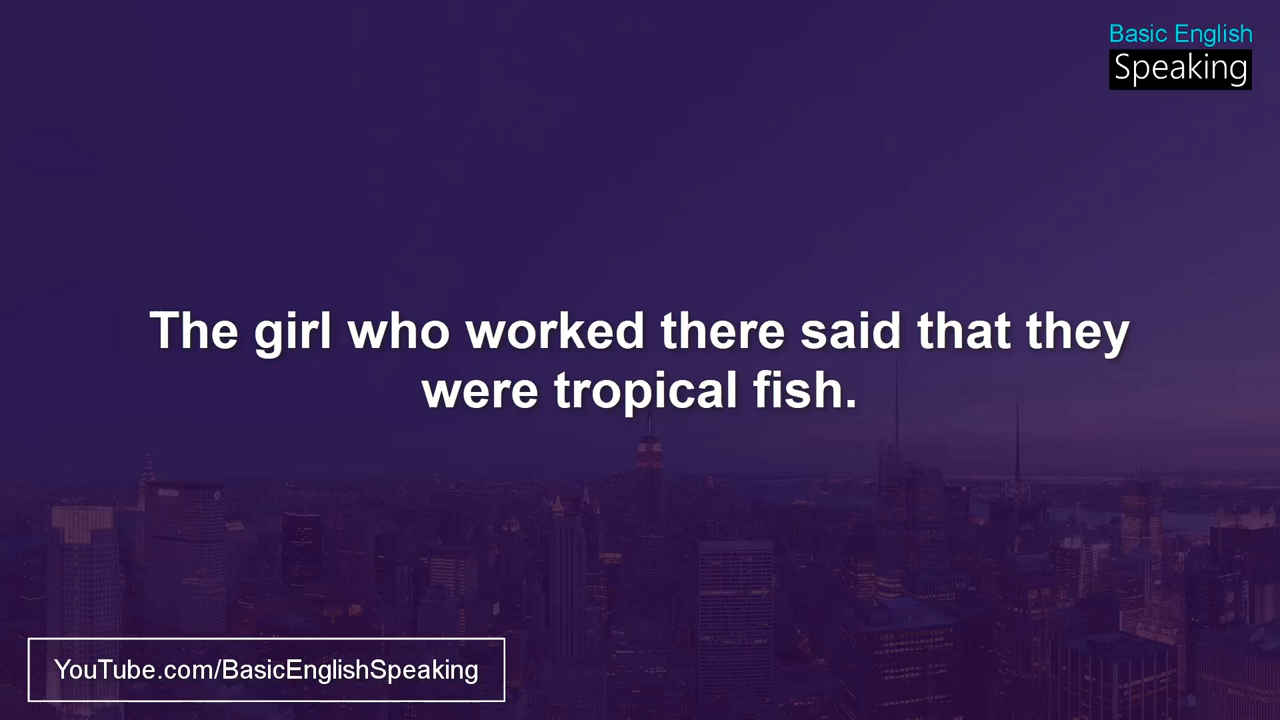 Basic English
Speaking
The girl who worked there said that they
were tropical fish.
YouTube.com/BasicEnglishSpeaking